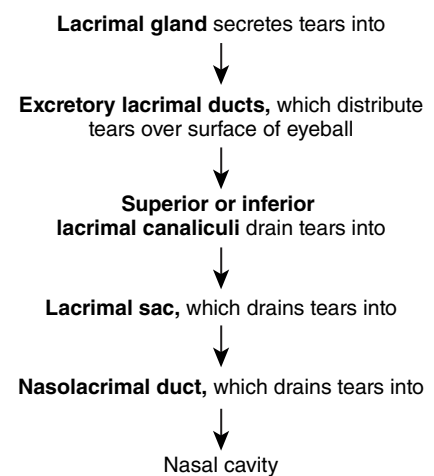 Lacrimal gland secretes tears into
Excretory lacrimal ducts, which distribute
tears over surface of eyeball
Superior or inferior
lacrimal canaliculi drain tears into
Lacrimal sac, which drains tears into
Nasolacrimal duct, which drains tears into
Nasal cavity